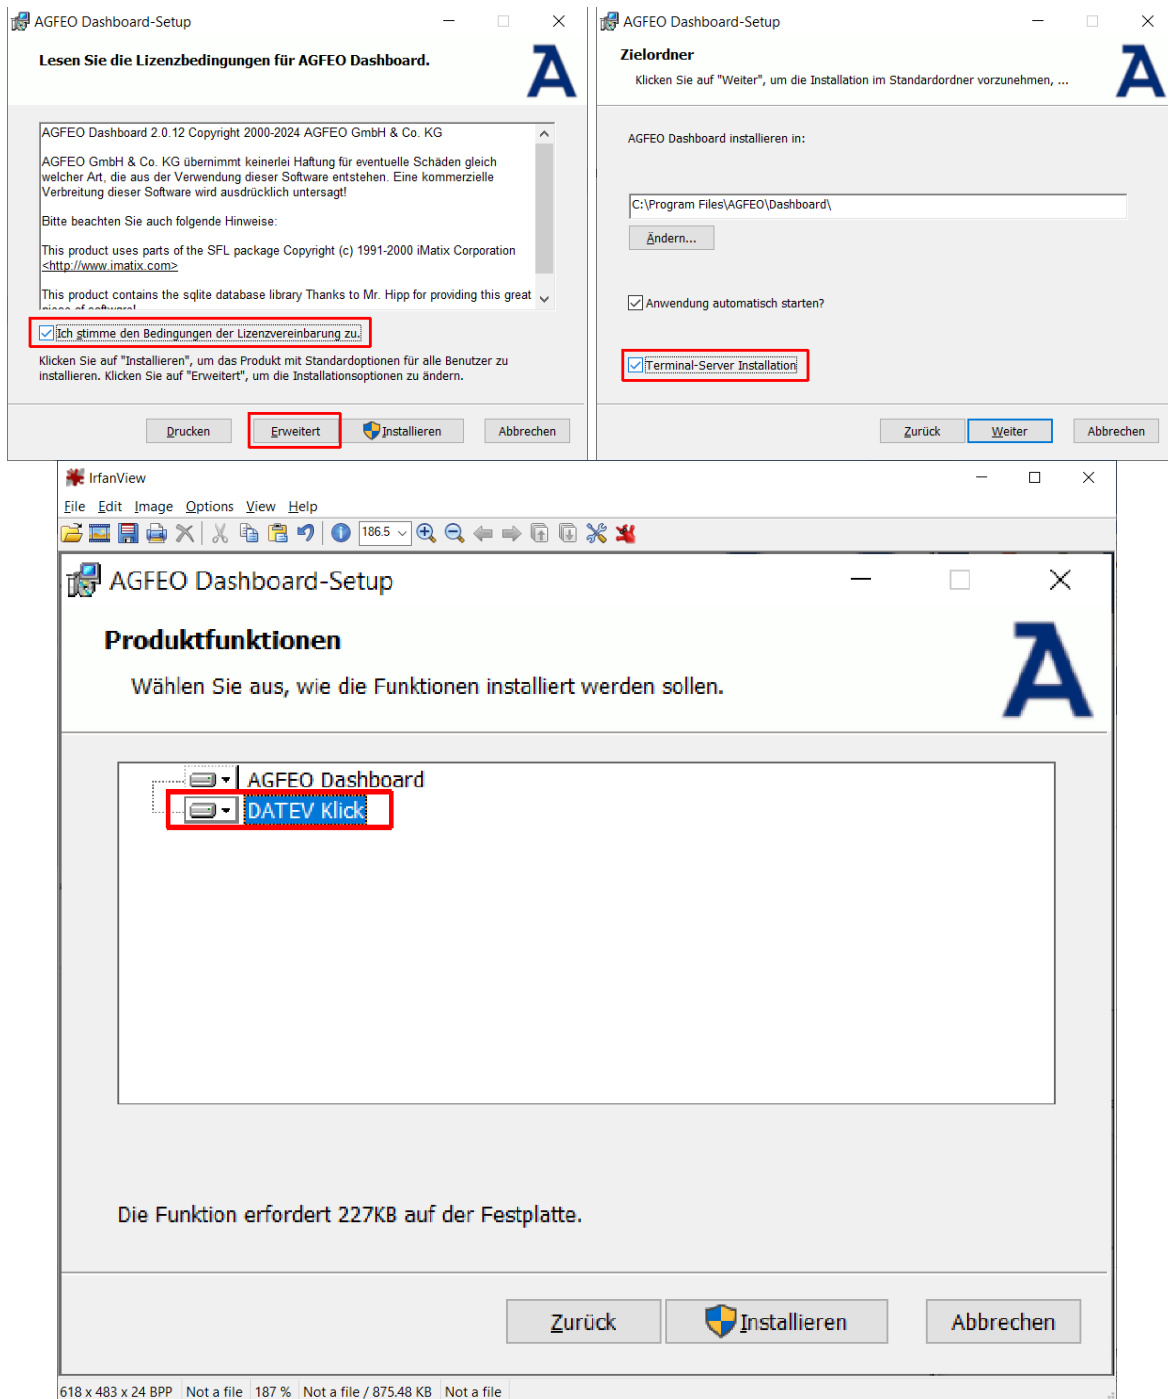 AGFEO Dashboard-Setup
Lesen Sie die Lizenzbedingungen für AGFEO Dashboard.
AGFEO Dashboard 2.0.12 Copyright 2000-2024 AGFEO GmbH & Co. KG
AGFEO GmbH & Co. KG übernimmt keinerlei Haftung für eventuelle Schäden gleich
welcher Art, die aus der Verwendung dieser Software entstehen. Eine kommerzielle
Verbreitung dieser Software wird ausdrücklich untersagt!
Bitte beachten Sie auch folgende Hinweise:
This product uses parts of the SFL package Copyright (c) 1991-2000 iMatix Corporation
<http://www.imatix.com>
This product contains the sqlite database library Thanks to Mr. Hipp for providing this great
piece of software!
Ich stimme den Bedingungen der Lizenzvereinbarung zu.
Klicken Sie auf "Installieren", um das Produkt mit Standardoptionen für alle Benutzer zu
installieren. Klicken Sie auf "Erweitert", um die Installationsoptionen zu ändern.
Drucken Erweitert Installieren Abbrechen
AGFEO Dashboard-Setup
Zielordner
Klicken Sie auf "Weiter", um die Installation im Standardordner vorzunehmen, ...
AGFEO Dashboard installieren in:
C:\Program Files\AGFEO\Dashboard\
Ändern...
Anwendung automatisch starten?
Terminal-Server Installation
Zurück Weiter Abbrechen
IrfanView
File Edit Image Options View Help
186.5
AGFEO Dashboard-Setup
Produktfunktionen
Wählen Sie aus, wie die Funktionen installiert werden sollen.
AGFEO Dashboard
DATEV Klick
Die Funktion erfordert 227KB auf der Festplatte.
Zurück Installieren Abbrechen
618 x 483 x 24 BPP Not a file 187 % Not a file / 875.48 KB Not a file